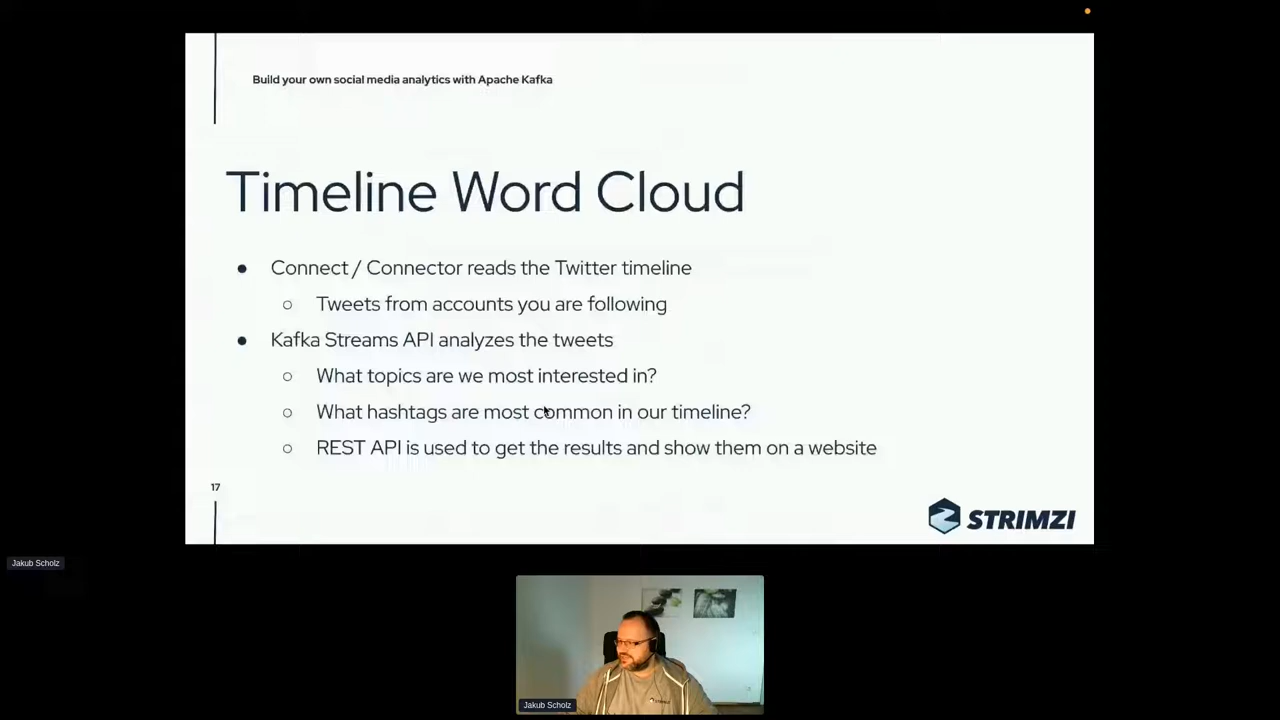 Build your own social media analytics with Apache Kafka
Timeline Word Cloud
● Connect / Connector reads the Twitter timeline
○ Tweets from accounts you are following
● Kafka Streams API analyzes the tweets
○ What topics are we most interested in?
○ What hashtags are most common in our timeline?
○ REST API is used to get the results and show them on a website
17
STRIMZI
Jakub Scholz
Jakub Scholz